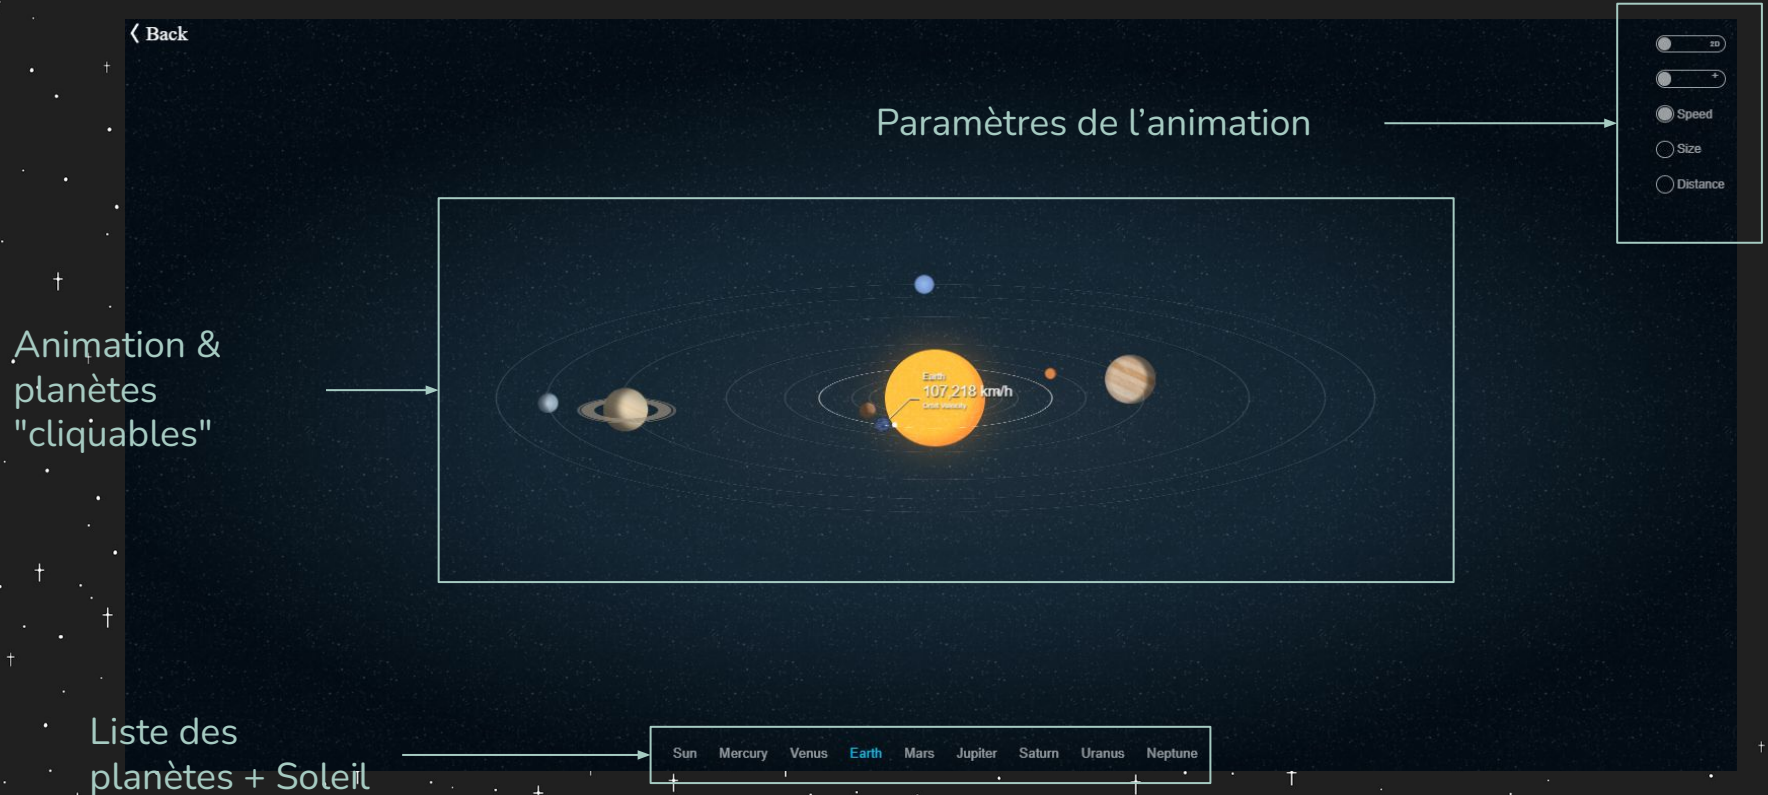 Back
2D
Paramètres de l’animation
Speed
Size
Distance
Earth
107,218 km/h
Orbit Velocity
Animation &
planètes
"cliquables"
Liste des
planètes + Soleil
Sun Mercury Venus Earth Mars Jupiter Saturn Uranus Neptune